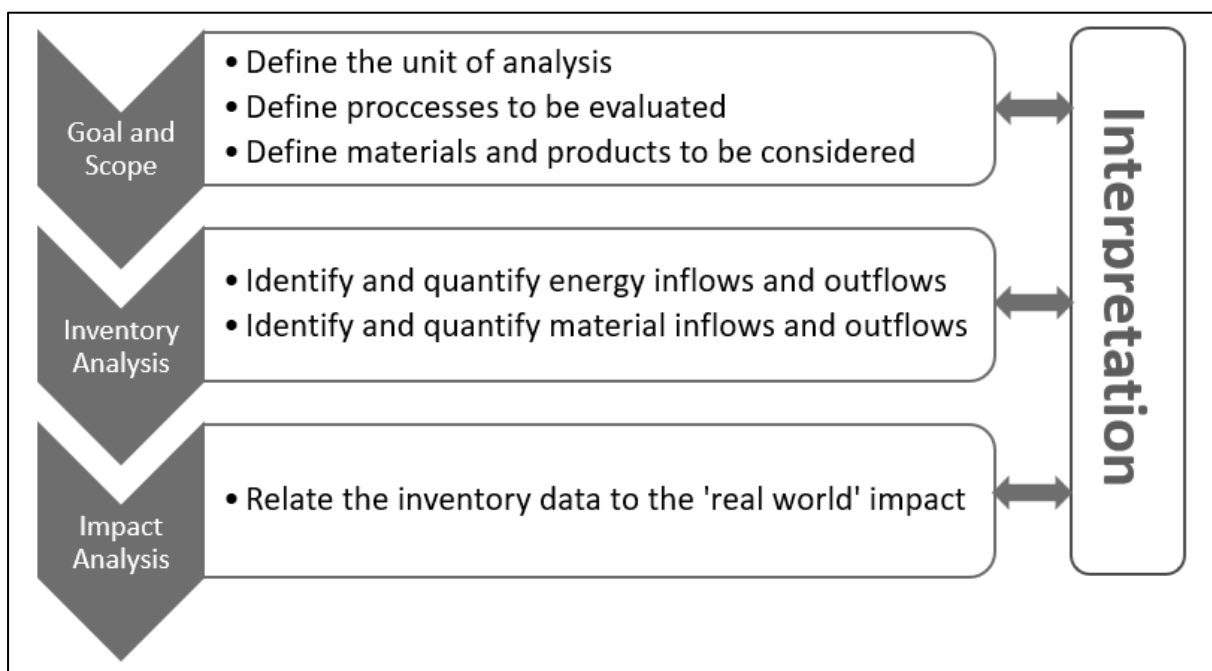 Goal and
Scope
• Define the unit of analysis
• Define proccesses to be evaluated
• Define materials and products to be considered
Inventory
Analysis
• Identify and quantify energy inflows and outflows
• Identify and quantify material inflows and outflows
Impact
Analysis
• Relate the inventory data to the 'real world' impact
Interpretation